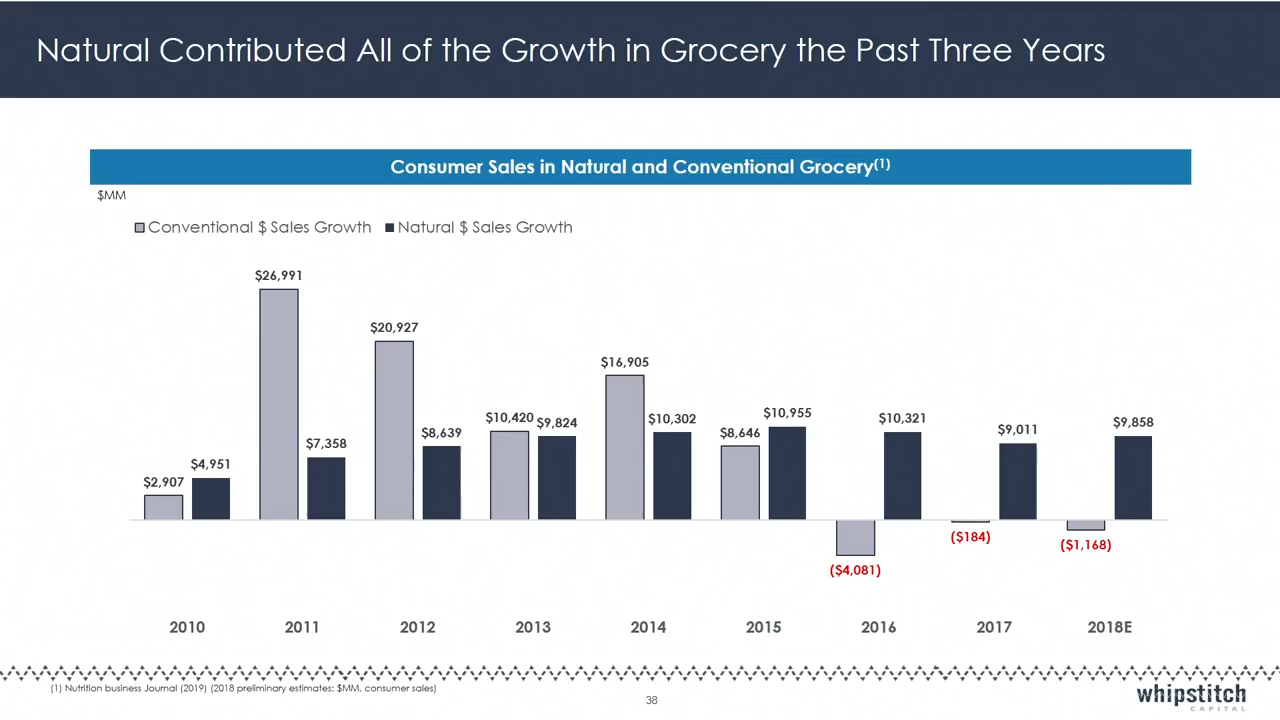 Natural Contributed All of the Growth in Grocery the Past Three Years
Consumer Sales in Natural and Conventional Grocery(1)
$MM
Conventional $ Sales Growth Natural $ Sales Growth
$26,991
$20,927
$16,905
$10,420 $9,824
$10,302
$10,955
$10,321
$9,858
$9,011
$8,646
$8,639
$7,358
$4,951
$2,907
($184)
($1,168)
($4,081)
2010 2011 2012 2013 2014 2015 2016 2017 2018E
(1) Nutrition business Journal (2019) (2018 preliminary estimates; $MM, consumer sales)
38
whipstitch
CAPITAL